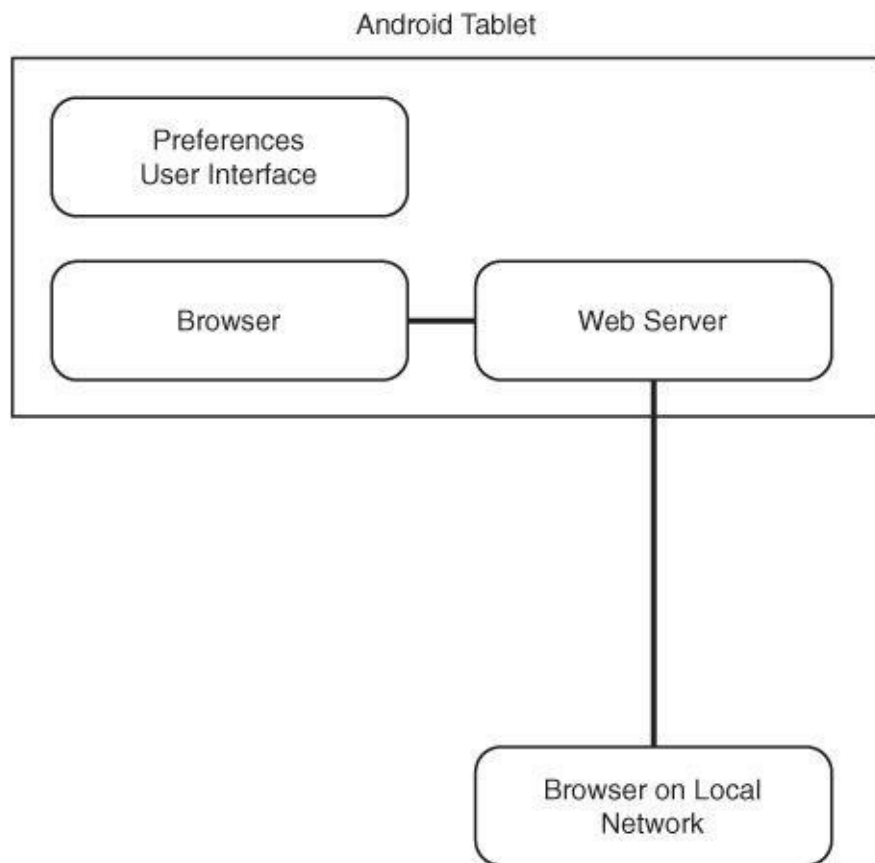 Android Tablet
Preferences
User Interface
Browser
Web Server
Browser on Local
Network